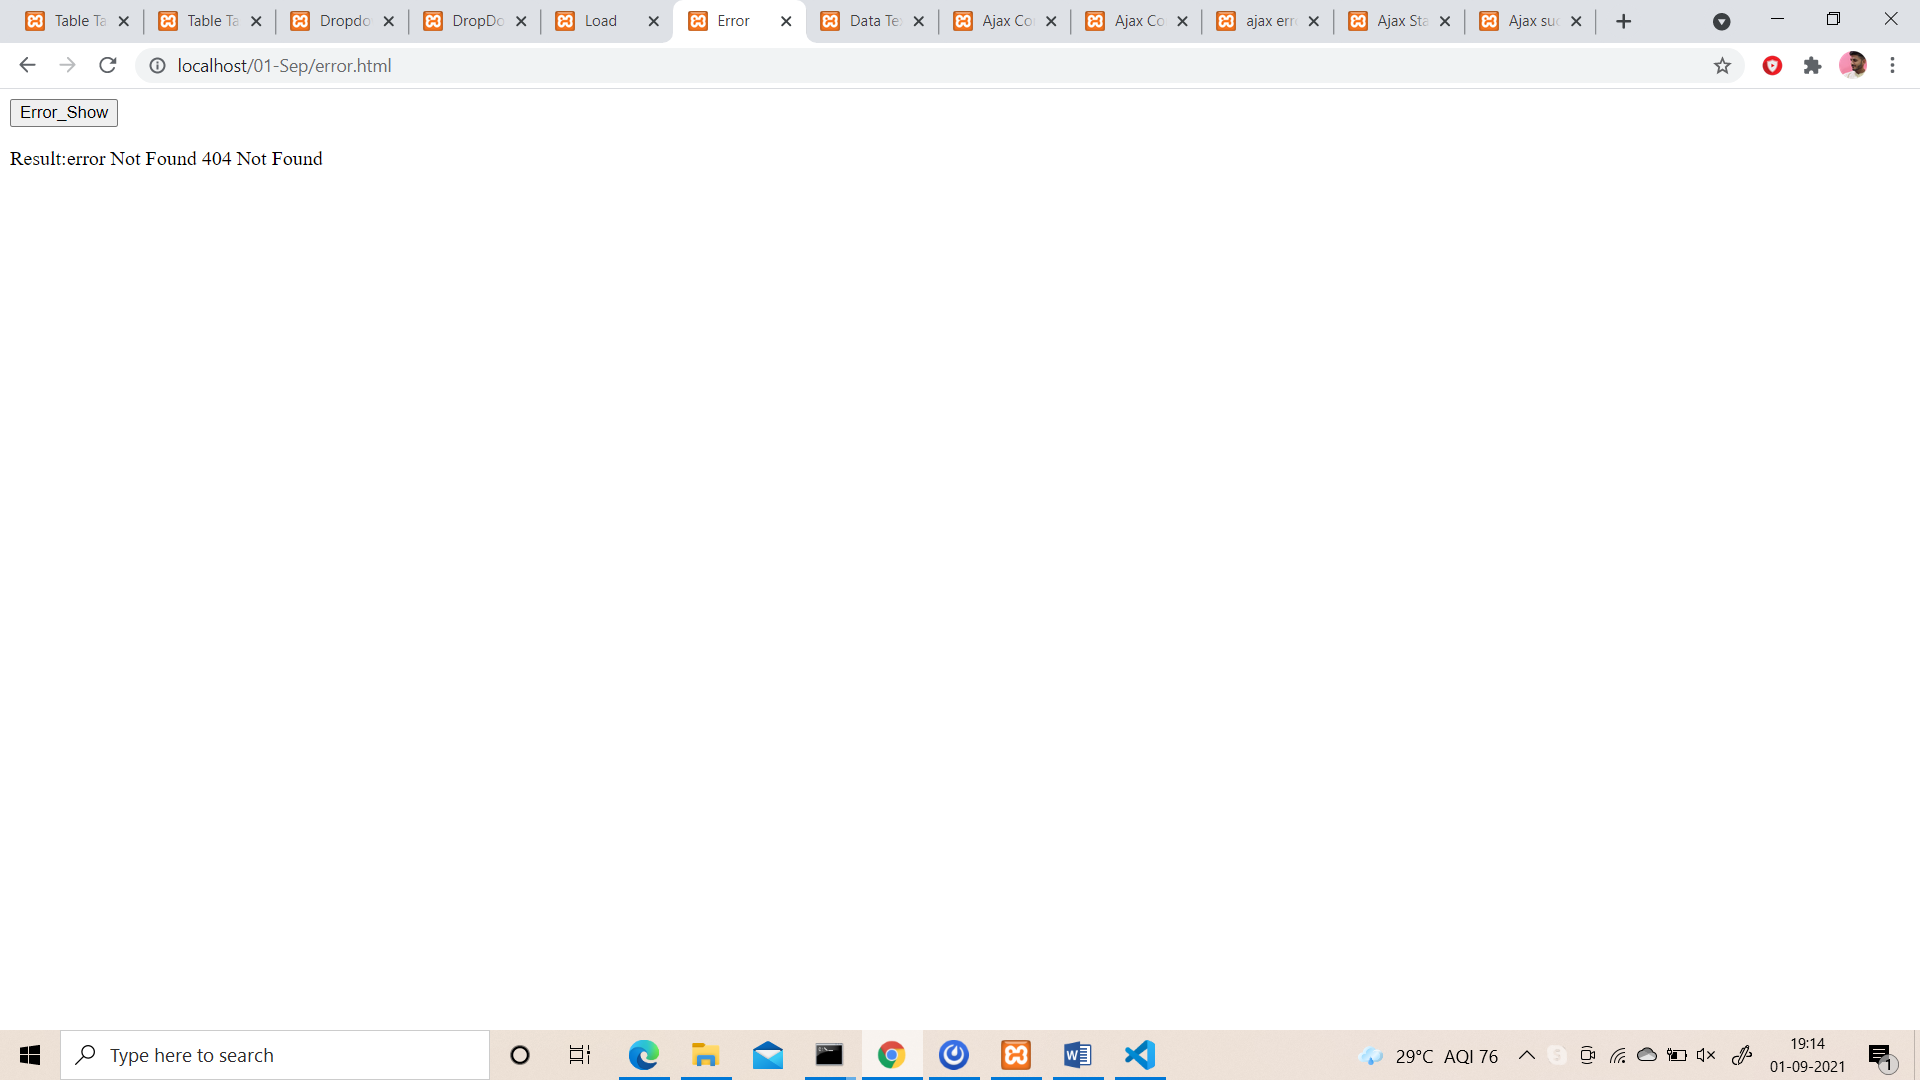 Table Ta
Table Ta
Dropdo
DropDo
Load
Error
Data Te
Ajax Co
Ajax Co
ajax err
Ajax Sta
Ajax su
localhost/01-Sep/error.html
Error_Show
Result:error Not Found 404 Not Found
Type here to search
29°C AQI 76
19:14
01-09-2021
1